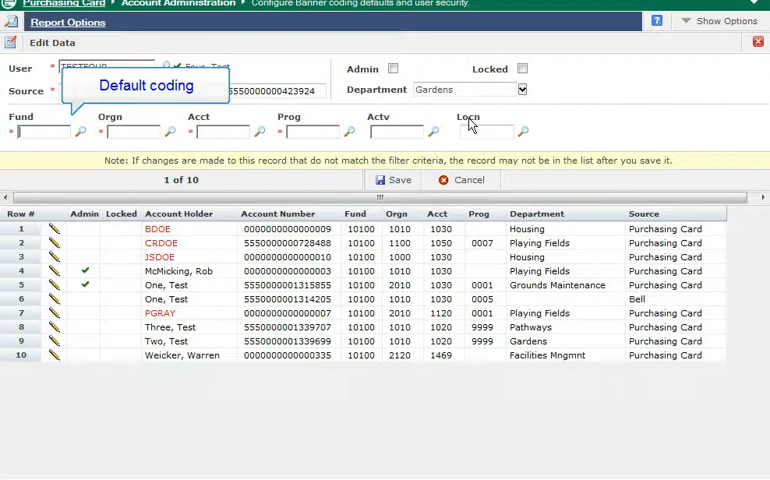 Purchasing Card Account Administration Configure Banner coding defaults and user security.
Report Options ? Show Options
Edit Data
User * TESTFOUR Four, Test Admin Locked
Default coding
Source * 5550000000423924 Department Gardens
Fund Orgn Acct Prog Actv Locn
* * * *
Note: If changes are made to this record that do not match the filter criteria, the record may not be in the list after you save it.
1 of 10 Save Cancel
Row # Admin Locked Account Holder Account Number Fund Orgn Acct Prog Department Source
1 BDOE 0000000000000009 10100 1010 1030 Housing Purchasing Card
2 CRDOE 5550000000728488 10100 1100 1050 0007 Playing Fields Purchasing Card
3 JSDOE 0000000000000010 10100 1000 1030 Housing Purchasing Card
4 McMicking, Rob 0000000000000003 10100 1010 1030 Playing Fields Purchasing Card
5 One, Test 5550000001315855 10100 2010 1030 0001 Grounds Maintenance Purchasing Card
6 One, Test 5550000001314205 10100 1010 1030 0005 Bell
7 PGRAY 0000000000000007 10100 2010 1120 0001 Playing Fields Purchasing Card
8 Three, Test 5550000001339707 10100 1010 1020 9999 Pathways Purchasing Card
9 Two, Test 5550000001339699 10100 1010 1020 9999 Gardens Purchasing Card
10 Weicker, Warren 0000000000000335 10100 2120 1469 Facilities Mngmnt Purchasing Card